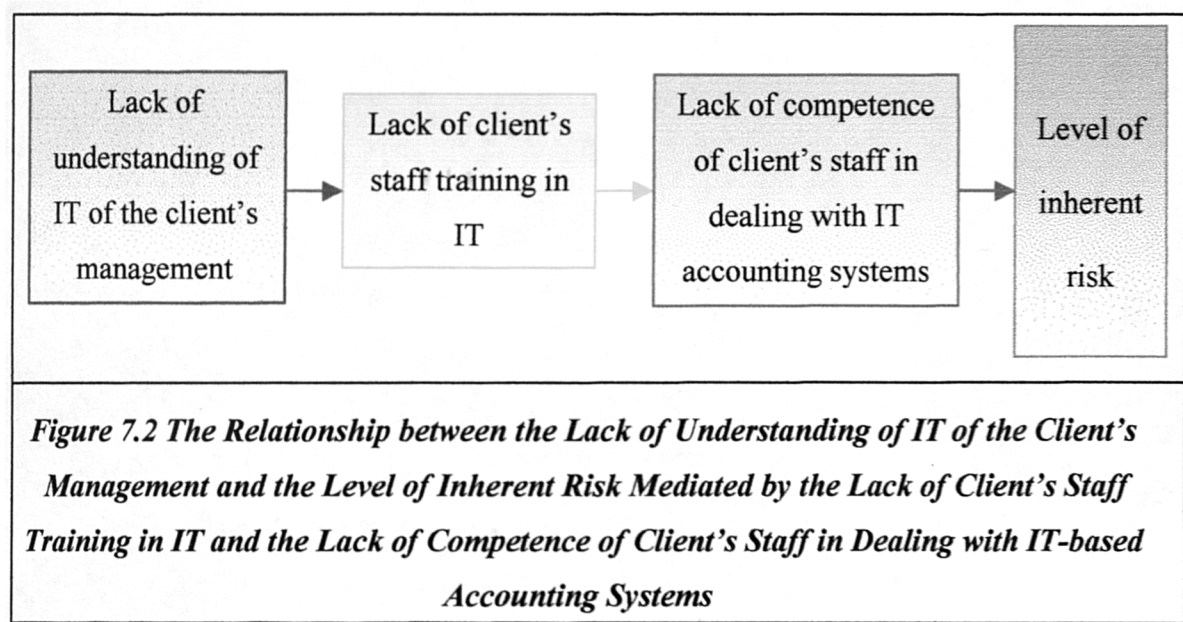 Lack of
understanding of
IT of the client's
management
Lack of client's
staff training in
IT
Lack of competence
of client's staff in
dealing with IT
accounting systems
Level of
inherent
risk
Figure 7.2 The Relationship between the Lack of Understanding of IT of the Client's
Management and the Level of Inherent Risk Mediated by the Lack of Client's Staff
Training in IT and the Lack of Competence of Client's Staff in Dealing with IT-based
Accounting Systems